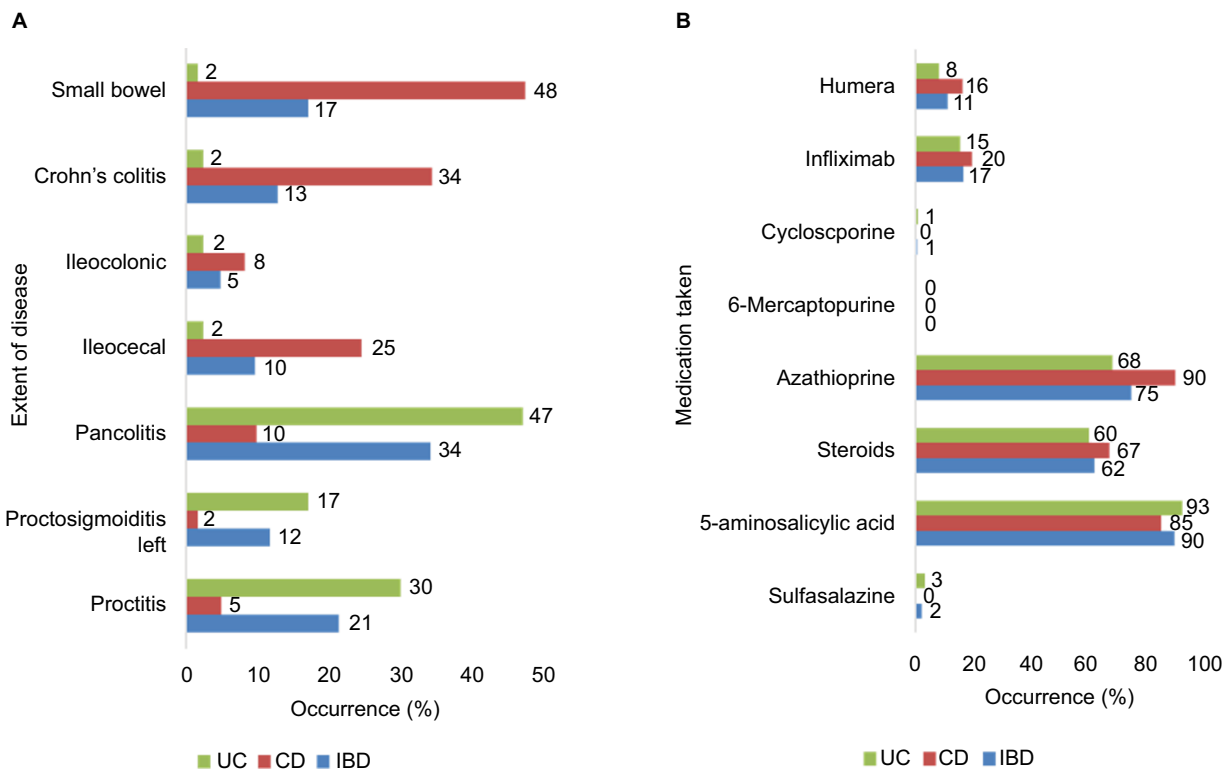 A
Extent of disease
Small bowel
2
48
17
Crohn's colitis
2
34
13
Ileocolonic
2
8
5
Ileocecal
2
25
10
Pancolitis
47
10
34
Proctosigmoiditis
left
17
2
12
Proctitis
30
5
21
0 10 20 30 40 50
Occurrence (%)
UC CD IBD
B
Medication taken
Humera
8
16
11
Infliximab
15
20
17
Cycloscporine
1
0
1
6-Mercaptopurine
0
0
0
Azathioprine
68
90
75
Steroids
60
67
62
5-aminosalicylic acid
93
85
90
Sulfasalazine
3
0
2
0 20 40 60 80 100
Occurrence (%)
UC CD IBD